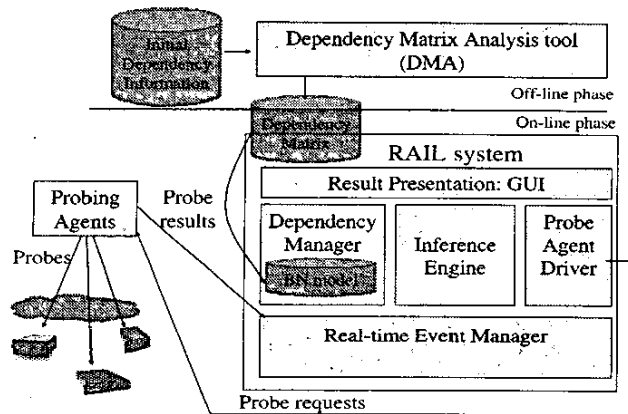 Initial
Dependency
Information
Dependency Matrix Analysis tool
(DMA)
Off-line phase
On-line phase
Dependency
Matrix
RAIL system
Result Presentation: GUI
Probing
Agents
Probe
results
Dependency
Manager
BN model
Inference
Engine
Probe
Agent
Driver
Probes
Real-time Event Manager
Probe requests